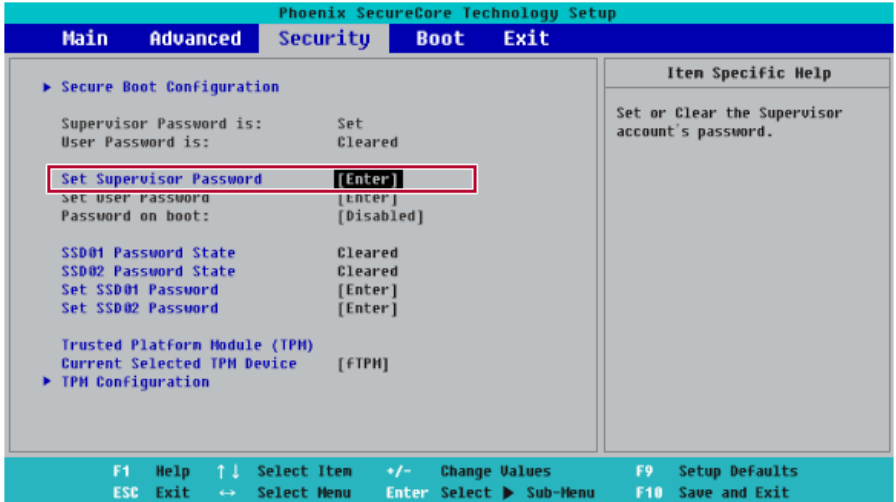 Phoenix SecureCore Technology Setup
Main Advanced Security Boot Exit
Item Specific Help
▶ Secure Boot Configuration
Set or Clear the Supervisor
account's password.
Supervisor Password is: Set
User Password is: Cleared
Set Supervisor Password [Enter]
Set User Password [Enter]
Password on boot: [Disabled]
SSD01 Password State Cleared
SSD02 Password State Cleared
Set SSD01 Password [Enter]
Set SSD02 Password [Enter]
Trusted Platform Module (TPM)
Current Selected TPM Device [fTPM]
▶ TPM Configuration
F1 Help ↑↓ Select Item +/- Change Values F9 Setup Defaults
ESC Exit ↔ Select Menu Enter Select ▶ Sub-Menu F10 Save and Exit